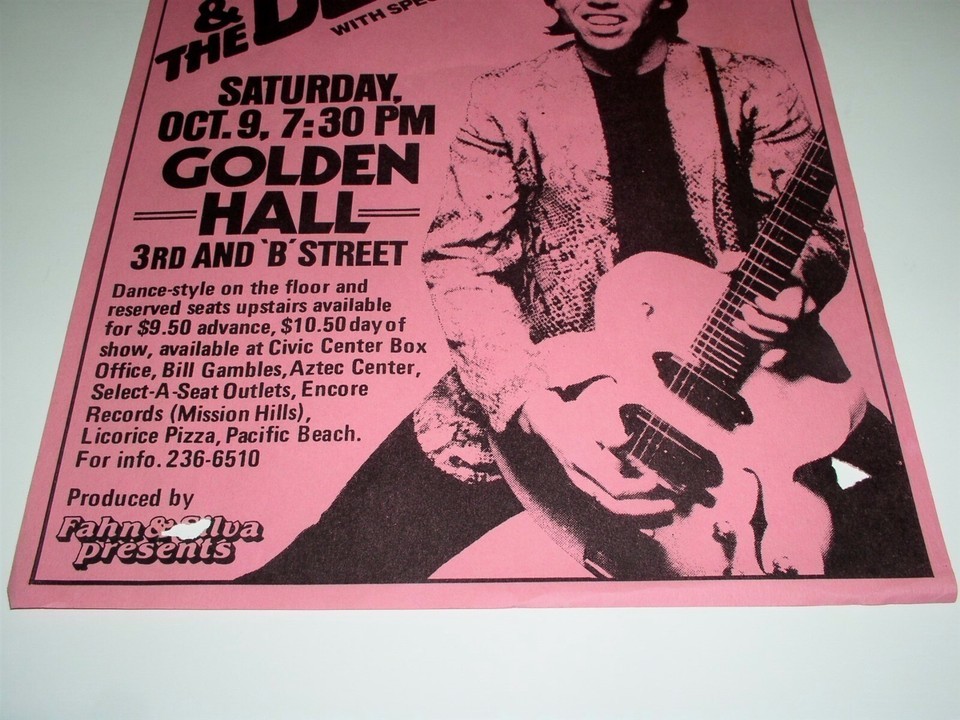 &
THE
WITH
SATURDAY,
OCT. 9, 7:30 PM
GOLDEN
HALL
3RD AND 'B' STREET
Dance-style on the floor and
reserved seats upstairs available
for $9.50 advance, $10.50 day of
show, available at Civic Center Box
Office, Bill Gambles, Aztec Center,
Select-A-Seat Outlets, Encore
Records (Mission Hills),
Licorice Pizza, Pacific Beach.
For info. 236-6510
Produced by
Fahn & Silva
presents